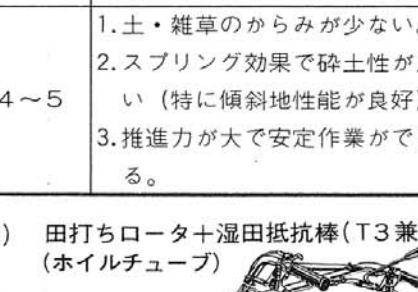 1.土・雑草のからみが少ない。
2.スプリング効果で砕土性が
4～5
い（特に傾斜地性能が良好）
3.推進力が大で安定作業がで
る。
) 田打ちロータ＋湿田抵抗棒(T3兼
(ホイルチューブ)